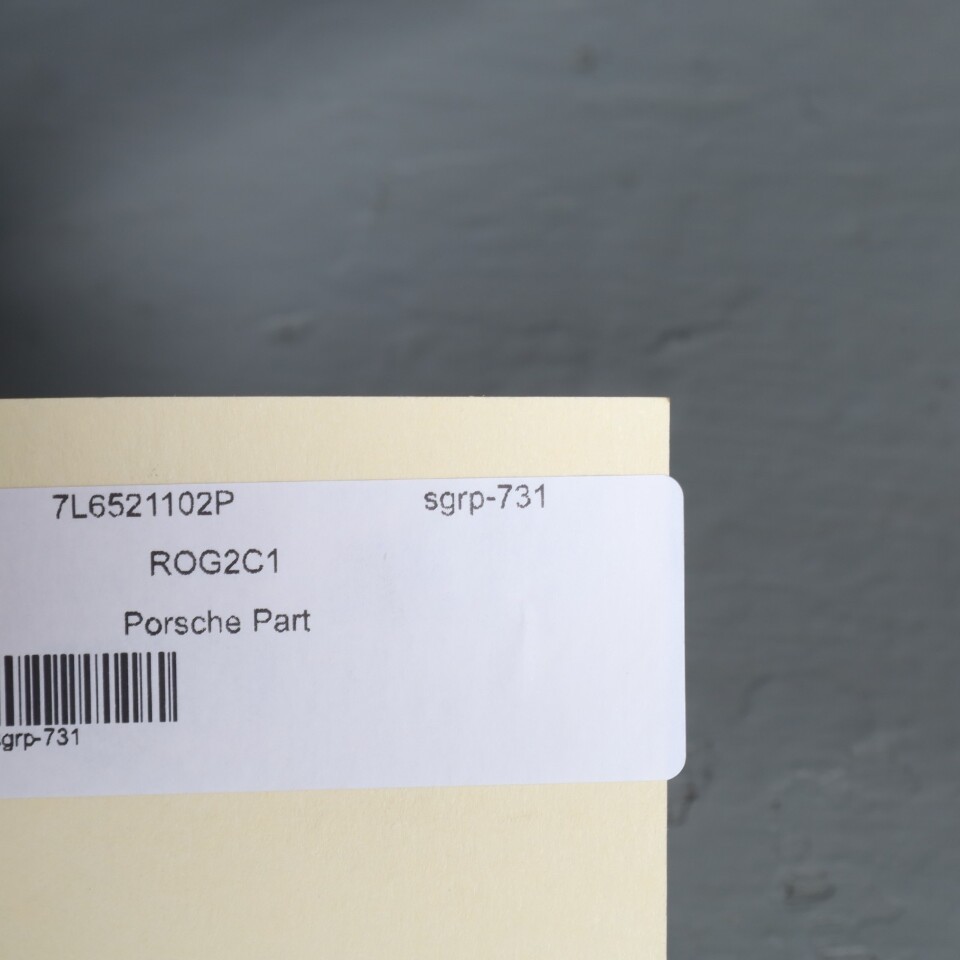 7L6521102P sgrp-731
ROG2C1
Porsche Part
sgrp-731